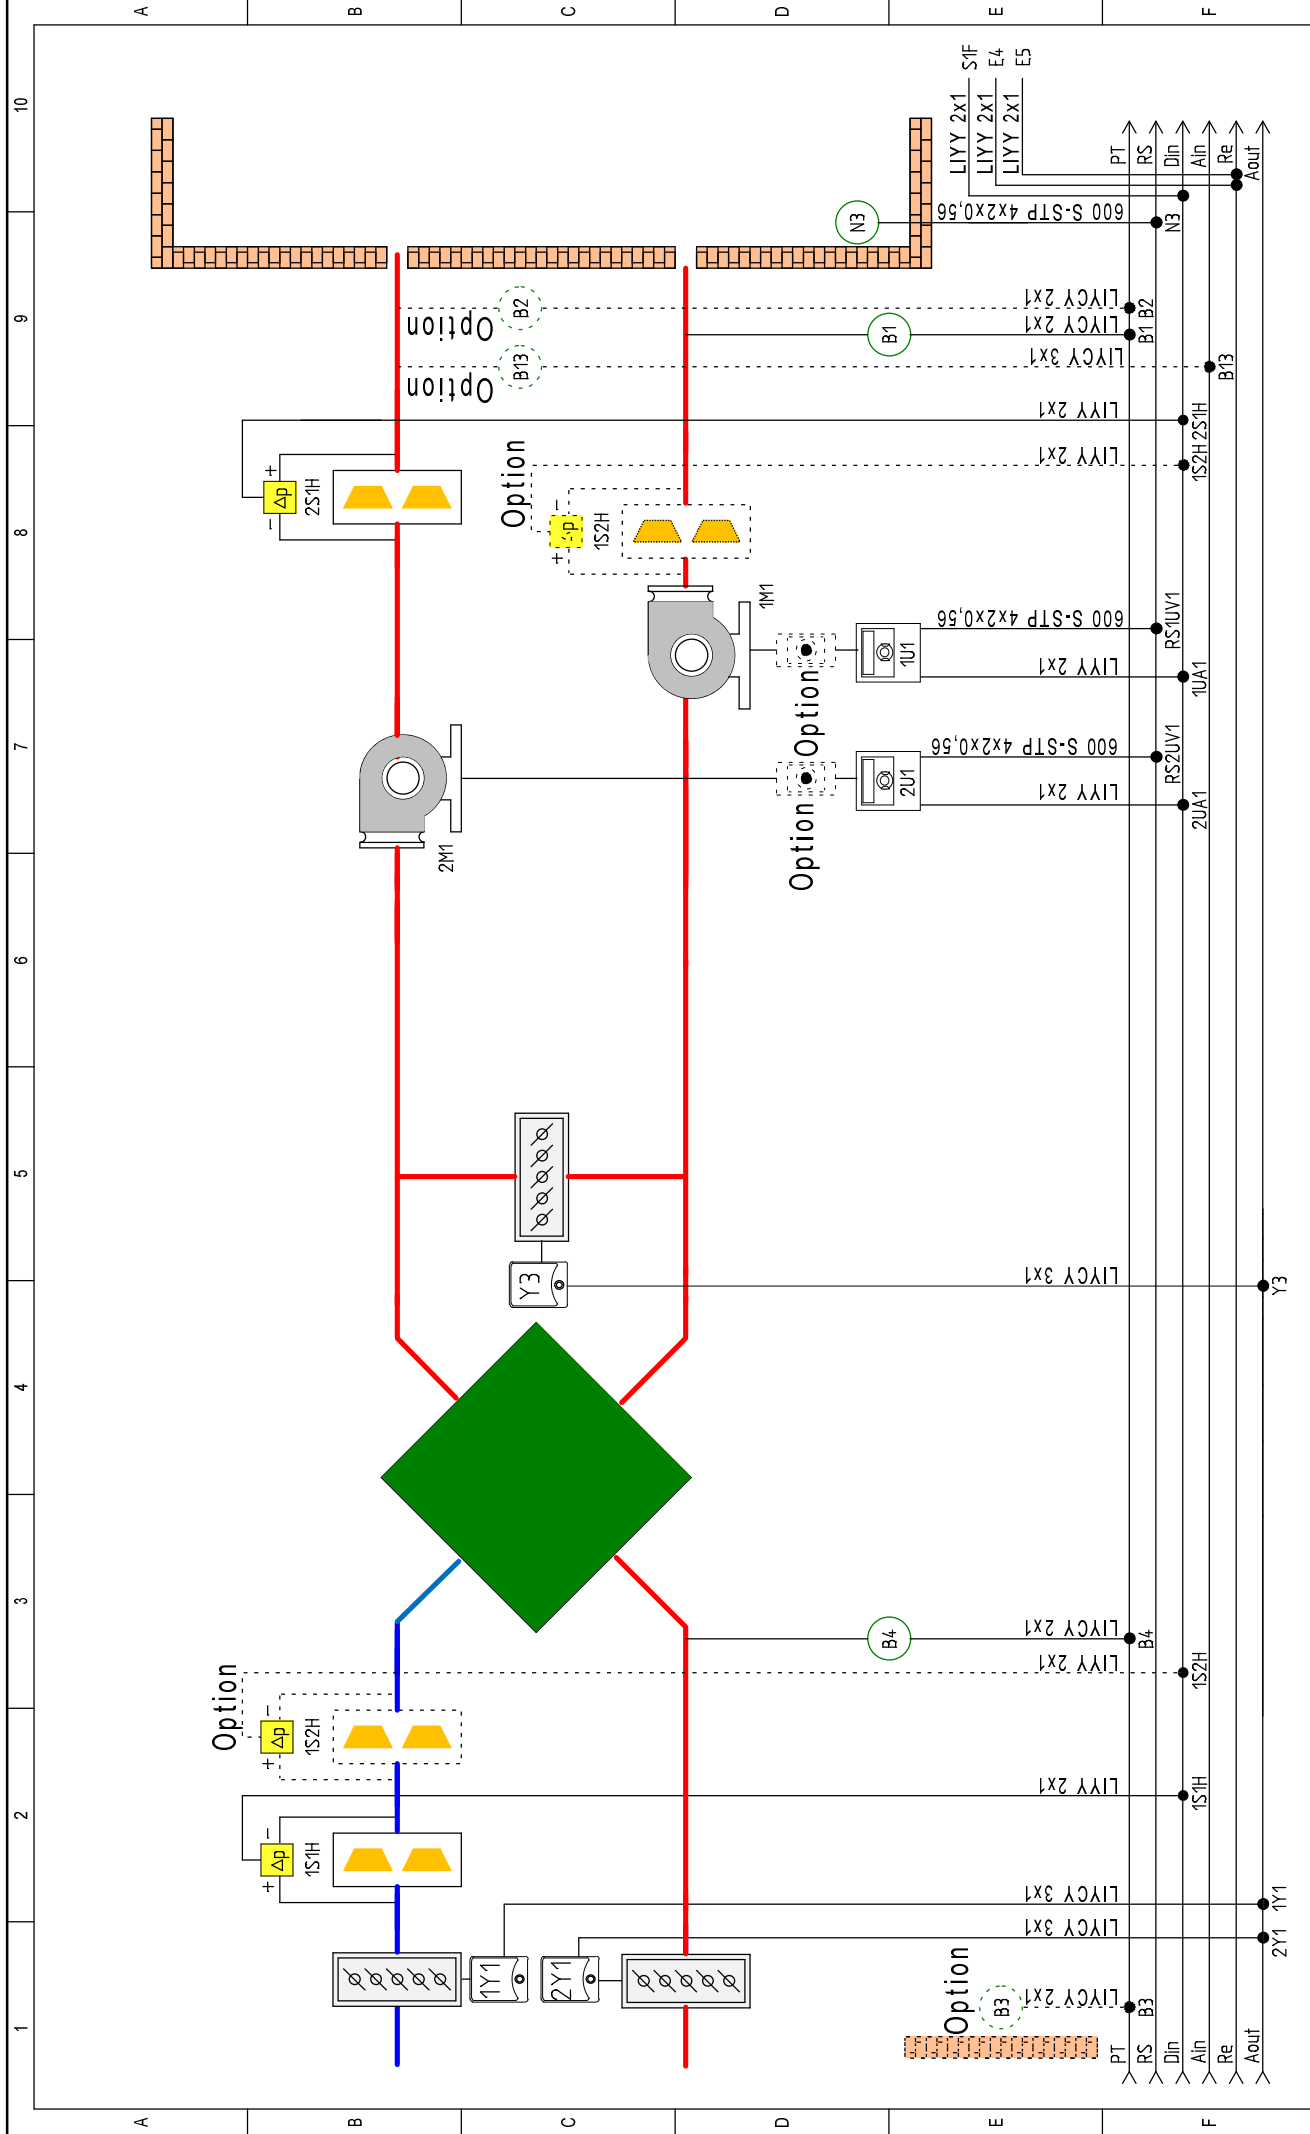 A
B
C
D
E
F
10
9
8
7
6
5
4
3
2
1
S1F
E4
E5
LIYY 2x1
LIYY 2x1
LIYY 2x1
PT
RS
Din
Ain
Re
Aout
N3
600 S-STP 4x2x0,56
N3
B2
Option
LIYCY 2x1
B2
B1
LIYCY 2x1
B1
B13
Option
LIYCY 3x1
B13
LIYY 2x1
2S1H
Δp
+
-
2S1H
Option
LIYY 2x1
1S2H
Δp
+
-
1S2H
1M1
Option
1U1
600 S-STP 4x2x0,56
RS1UV1
LIYY 2x1
1UA1
2M1
Option
2U1
600 S-STP 4x2x0,56
RS2UV1
LIYY 2x1
2UA1
Y3
LIYCY 3x1
Y3
B4
LIYCY 2x1
B4
Option
LIYY 2x1
1S2H
Δp
+
-
1S2H
LIYY 2x1
1S1H
Δp
+
-
1S1H
1Y1
LIYCY 3x1
1Y1
2Y1
LIYCY 3x1
2Y1
Option
B3
LIYCY 2x1
B3
PT
RS
Din
Ain
Re
Aout
A
B
C
D
E
F